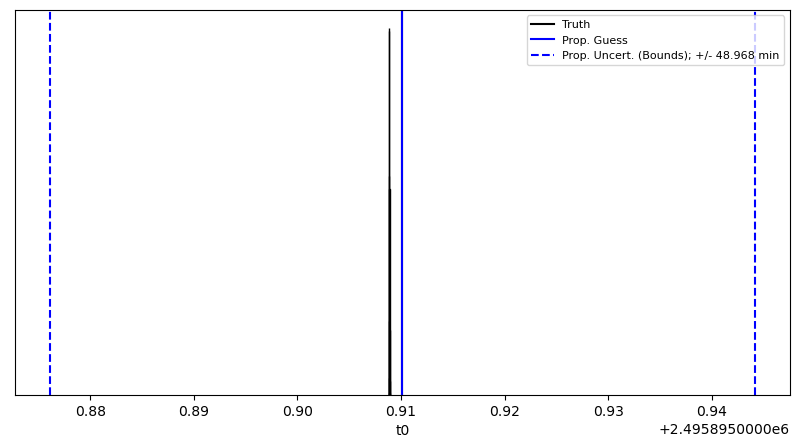 Truth
Prop. Guess
Prop. Uncert. (Bounds); +/- 48.968 min
0.88 0.89 0.90 0.91 0.92 0.93 0.94
t0 +2.4958950000e6